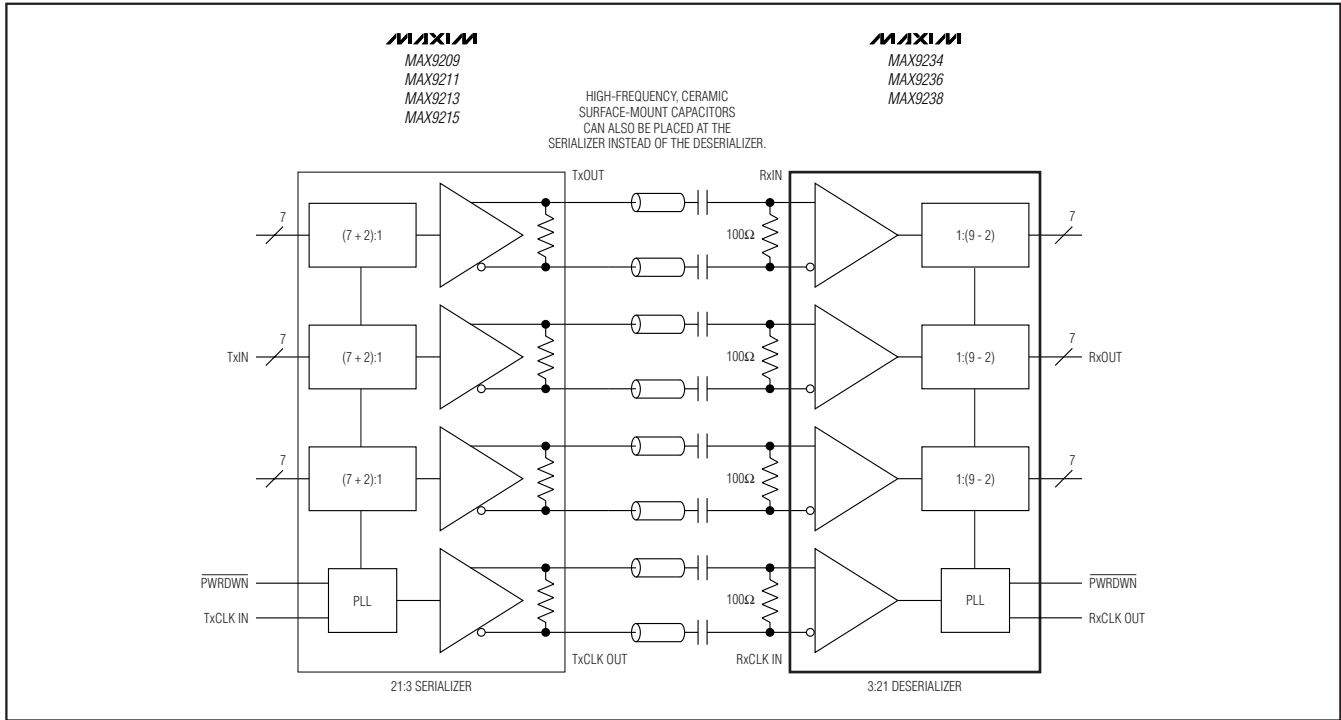 MAXIM
MAX9209
MAX9211
MAX9213
MAX9215
MAXIM
MAX9234
MAX9236
MAX9238
HIGH-FREQUENCY, CERAMIC
SURFACE-MOUNT CAPACITORS
CAN ALSO BE PLACED AT THE
SERIALIZER INSTEAD OF THE DESERIALIZER.
TxOUT
RxIN
7
(7 + 2):1
100Ω
1:(9 - 2)
7
TxIN
7
(7 + 2):1
100Ω
1:(9 - 2)
7
RxOUT
7
(7 + 2):1
100Ω
1:(9 - 2)
7
PWRDWN
TxCLK IN
PLL
100Ω
PLL
PWRDWN
RxCLK OUT
TxCLK OUT
RxCLK IN
21:3 SERIALIZER
3:21 DESERIALIZER